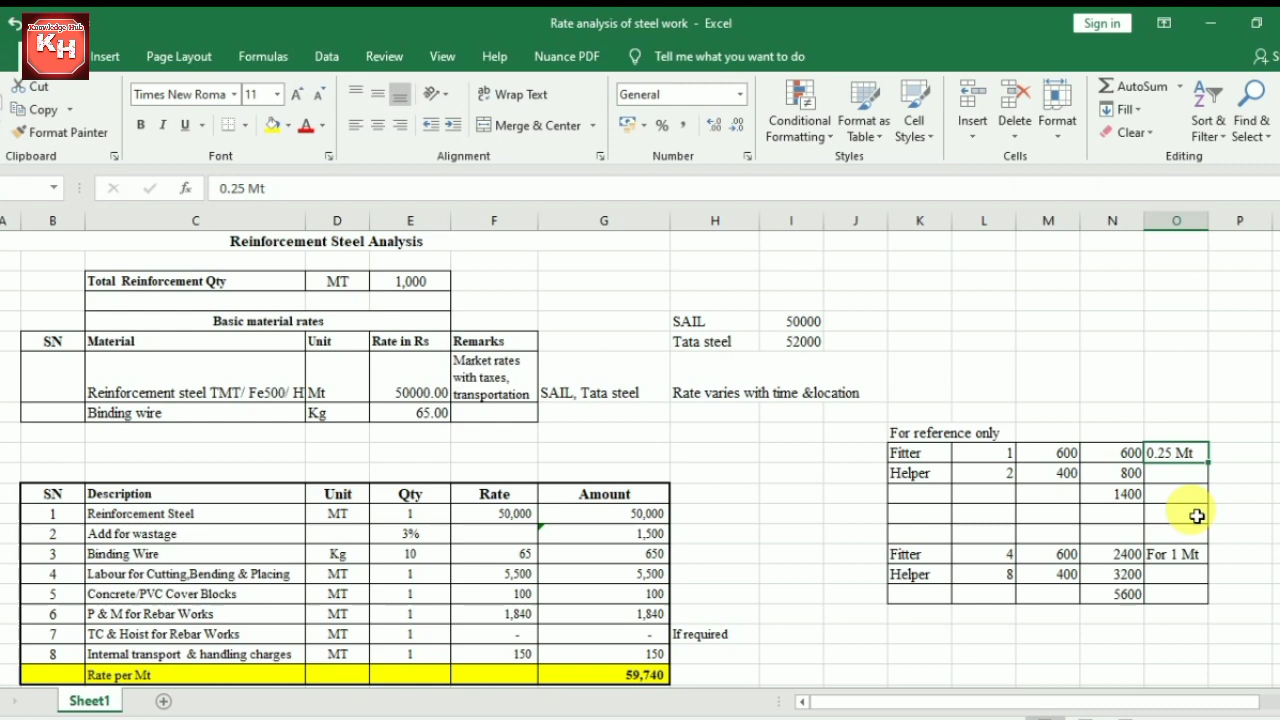 Knowledge Hub
KH
Rate analysis of steel work - Excel
Sign in
Insert Page Layout Formulas Data Review View Help Nuance PDF Tell me what you want to do S
Cut
Copy
Format Painter
Clipboard
Times New Roma 11
B I U
Font
Wrap Text
Merge & Center
Alignment
General
Number
Conditional Formatting
Format as Table
Cell Styles
Styles
Insert Delete Format
Cells
AutoSum
Fill
Clear
Sort & Filter
Find & Select
Editing
fx 0.25 Mt
A B C D E F G H I J K L M N O P
Reinforcement Steel Analysis
Total Reinforcement Qty MT 1,000
Basic material rates SAIL 50000
SN Material Unit Rate in Rs Remarks Tata steel 52000
Market rates
with taxes,
Reinforcement steel TMT/ Fe500/ H Mt 50000.00 transportation SAIL, Tata steel Rate varies with time &location
Binding wire Kg 65.00
For reference only
Fitter 1 600 600 0.25 Mt
Helper 2 400 800
SN Description Unit Qty Rate Amount 1400
1 Reinforcement Steel MT 1 50,000 50,000
2 Add for wastage 3% 1,500
3 Binding Wire Kg 10 65 650 Fitter 4 600 2400 For 1 Mt
4 Labour for Cutting,Bending & Placing MT 1 5,500 5,500 Helper 8 400 3200
5 Concrete/PVC Cover Blocks MT 1 100 100 5600
6 P & M for Rebar Works MT 1 1,840 1,840
7 TC & Hoist for Rebar Works MT 1 - - If required
8 Internal transport & handling charges MT 1 150 150
Rate per Mt 59,740
Sheet1